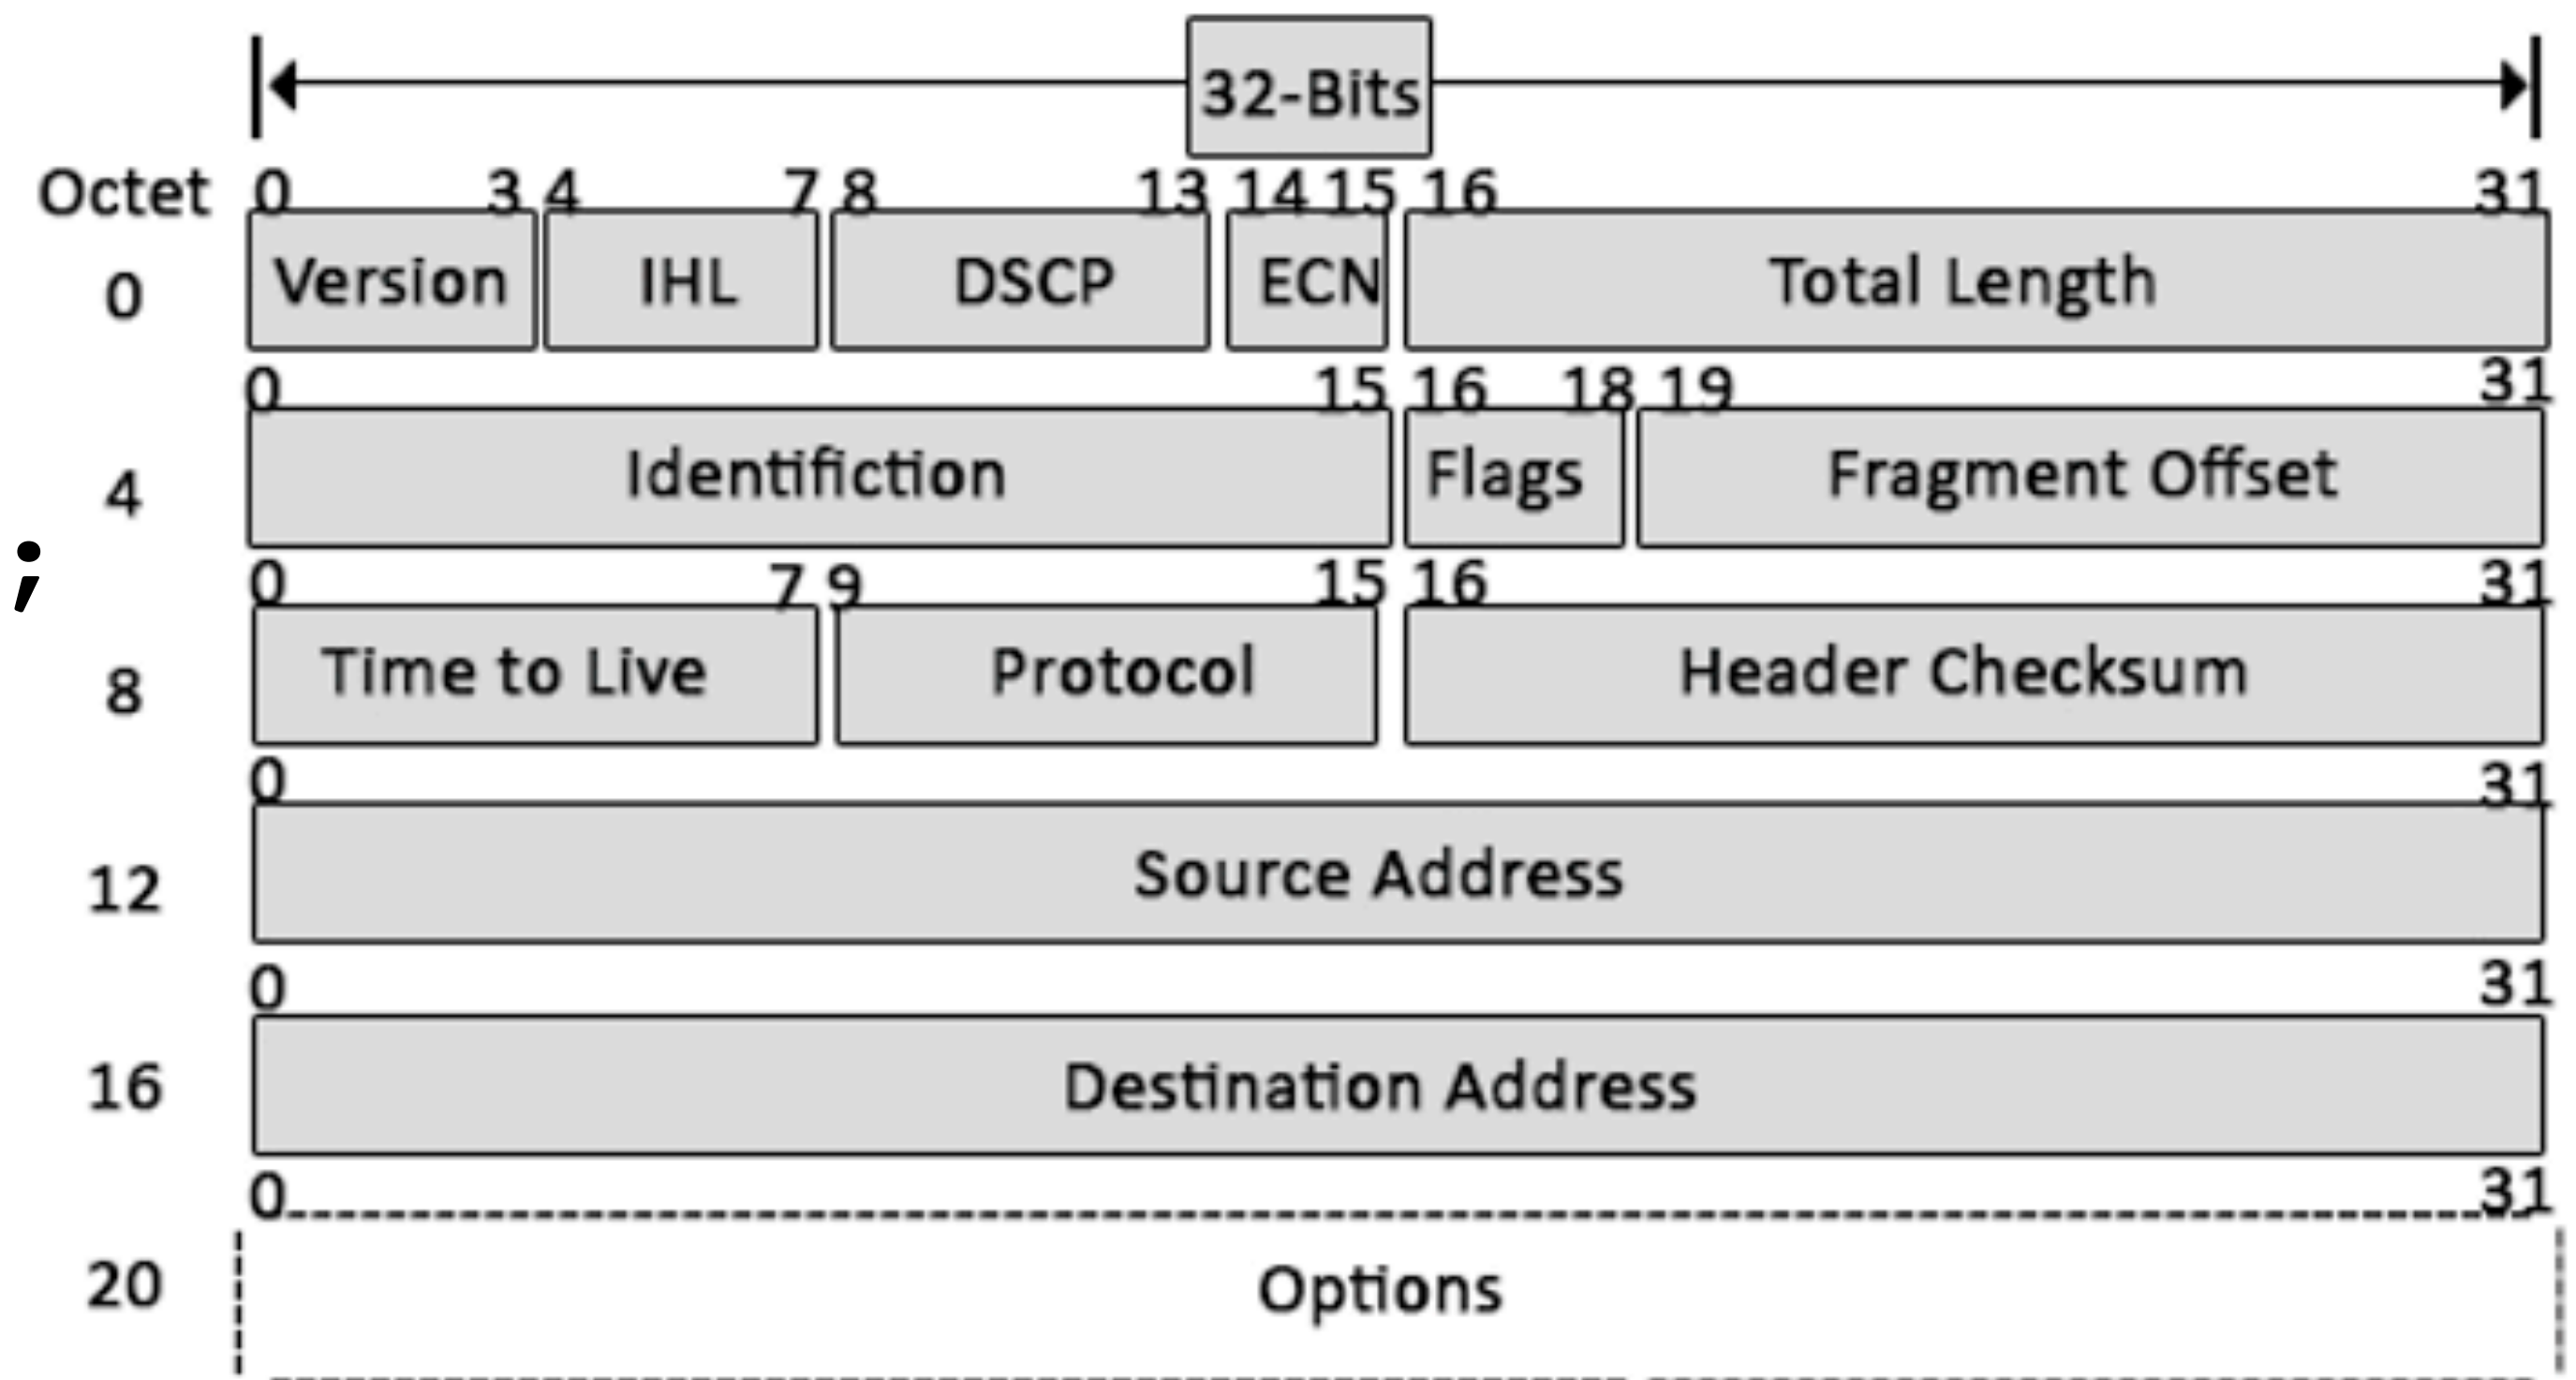 32-Bits
Octet 0 3 4 7 8 13 14 15 16 31
0 Version IHL DSCP ECN Total Length
0 15 16 18 19 31
4 Identifiction Flags Fragment Offset
;
0 7 9 15 16 31
8 Time to Live Protocol Header Checksum
0 31
12 Source Address
0 31
16 Destination Address
0 31
20 Options